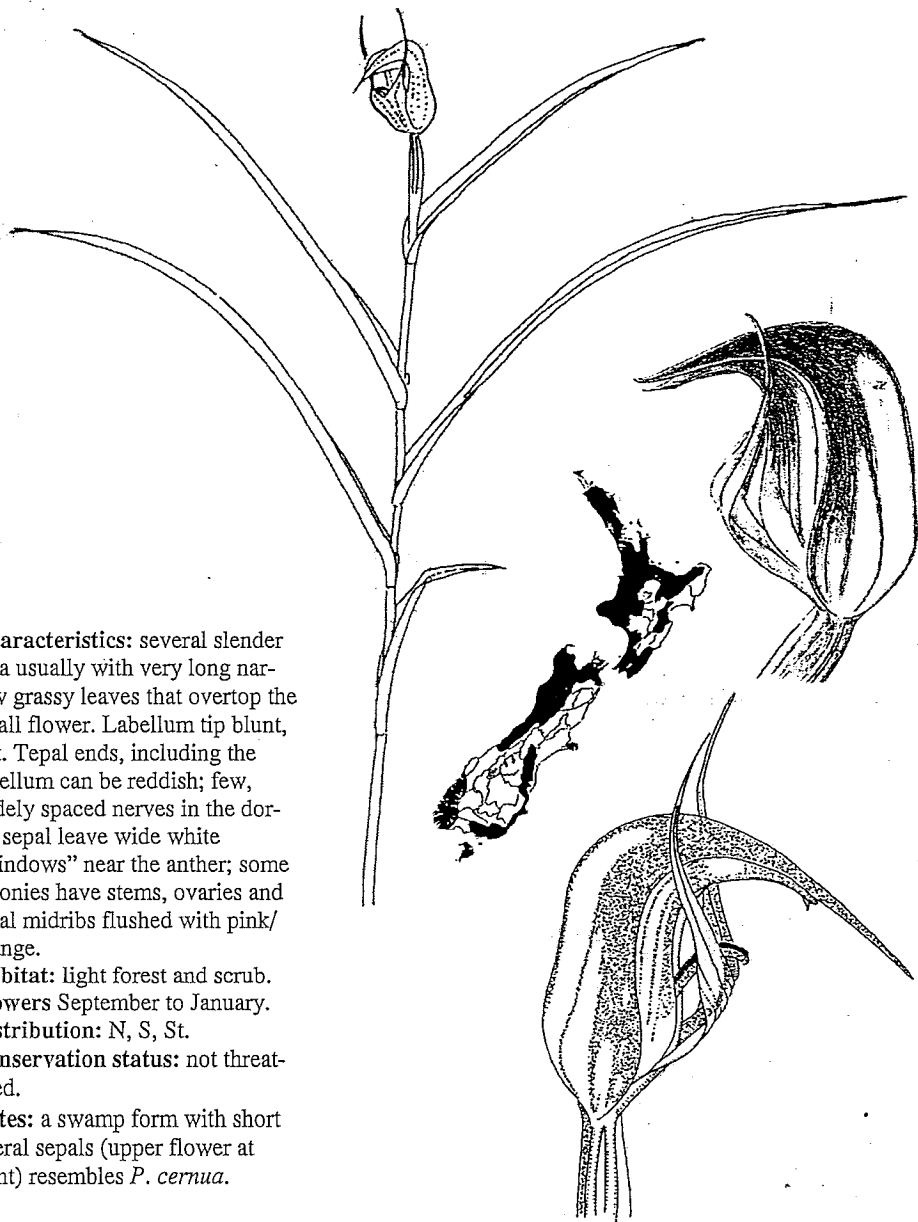 aracteristics: several slender
a usually with very long nar-
w grassy leaves that overtop the
all flower. Labellum tip blunt,
t. Tepal ends, including the
ellum can be reddish; few,
dely spaced nerves in the dor-
sepal leave wide white
indows” near the anther; some
onies have stems, ovaries and
al midribs flushed with pink/
nge.
bitat: light forest and scrub.
owers September to January.
stribution: N, S, St.
nservation status: not threat-
ed.
tes: a swamp form with short
eral sepals (upper flower at
nt) resembles P. cernua.